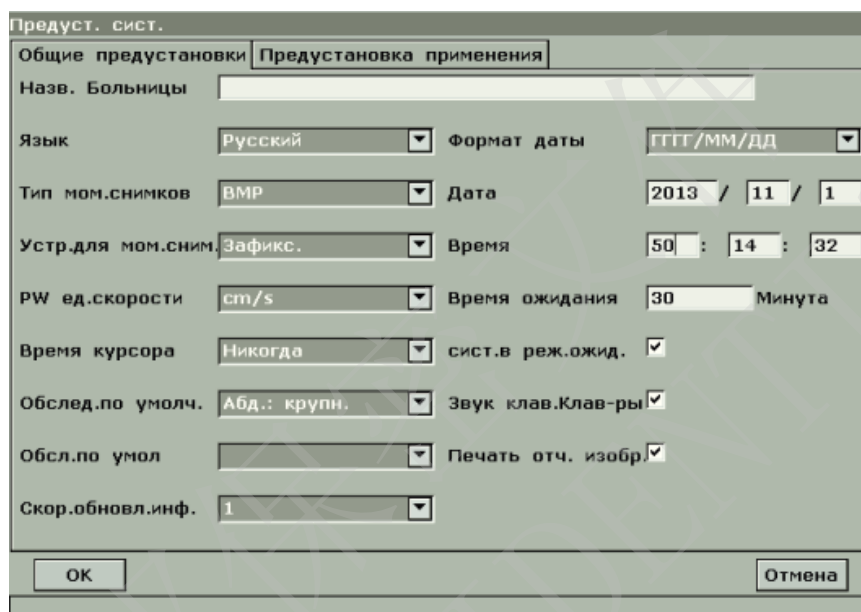 Предуст. сист.
Общие предустановки Предустановка применения
Назв. Больницы
Язык Русский Формат даты ГГГГ/ММ/ДД
Тип мом.снимков BMP Дата 2013 / 11 / 1
Устр.для мом.сним. Зафикс. Время 50 : 14 : 32
PW ед.скорости cm/s Время ожидания 30 Минута
Время курсора Никогда сист.в реж.ожид.
Обслед.по умолч. Абд.: крупн. Звук клав.Клав-ры
Обсл.по умол Печать отч. изобр.
Скор.обновл.инф. 1
OK Отмена